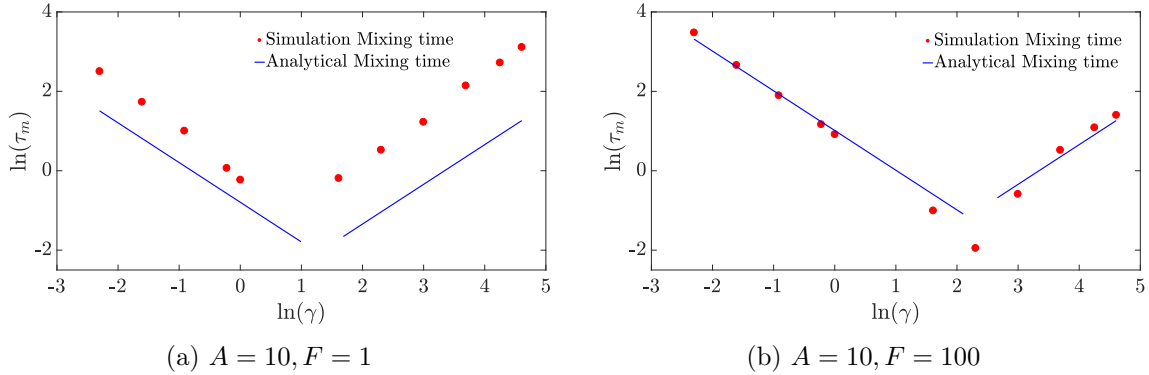 Simulation Mixing time
Analytical Mixing time
4
2
0
-2
ln(τm)
-3 -2 -1 0 1 2 3 4 5
ln(γ)
(a) A = 10, F = 1
Simulation Mixing time
Analytical Mixing time
4
2
0
-2
ln(τm)
-3 -2 -1 0 1 2 3 4 5
ln(γ)
(b) A = 10, F = 100